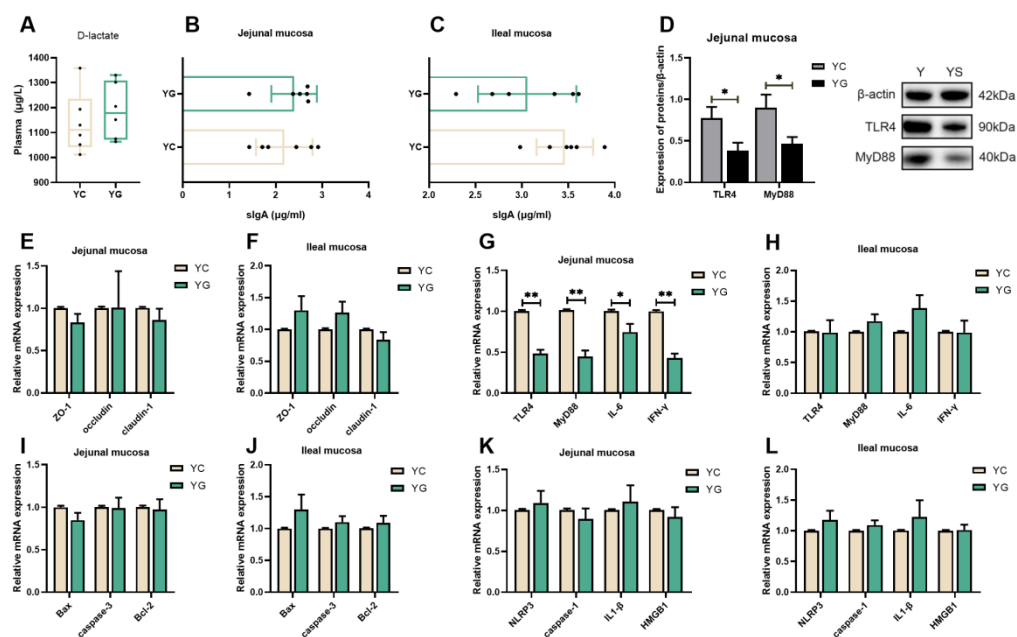 A
D-lactate
Plasma (μg/L)
1400
1300
1200
1100
1000
900
YC
YG
B
Jejunal mucosa
YG
YC
0
1
2
3
4
sIgA (μg/ml)
C
Ileal mucosa
YG
YC
2.0
2.5
3.0
3.5
4.0
sIgA (μg/ml)
D
Jejunal mucosa
Expression of proteins/β-actin
1.5
1.0
0.5
0.0
*
*
TLR4
MyD88
YC
YG
Y YS
β-actin 42kDa
TLR4 90kDa
MyD88 40kDa
E
Jejunal mucosa
Relative mRNA expression
1.5
1.0
0.5
0.0
ZO-1
occludin
claudin-1
YC
YG
F
Ileal mucosa
Relative mRNA expression
2.0
1.5
1.0
0.5
0.0
ZO-1
occludin
claudin-1
YC
YG
G
Jejunal mucosa
Relative mRNA expression
1.5
1.0
0.5
0.0
**
**
*
**
TLR4
MyD88
IL-6
IFN-γ
YC
YG
H
Ileal mucosa
Relative mRNA expression
2.0
1.5
1.0
0.5
0.0
TLR4
MyD88
IL-6
IFN-γ
YC
YG
I
Jejunal mucosa
Relative mRNA expression
1.5
1.0
0.5
0.0
Bax
caspase-3
Bcl-2
YC
YG
J
Ileal mucosa
Relative mRNA expression
2.0
1.5
1.0
0.5
0.0
Bax
caspase-3
Bcl-2
YC
YG
K
Jejunal mucosa
Relative mRNA expression
1.5
1.0
0.5
0.0
NLRP3
caspase-1
IL1-β
HMGB1
YC
YG
L
Ileal mucosa
Relative mRNA expression
2.0
1.5
1.0
0.5
0.0
NLRP3
caspase-1
IL1-β
HMGB1
YC
YG